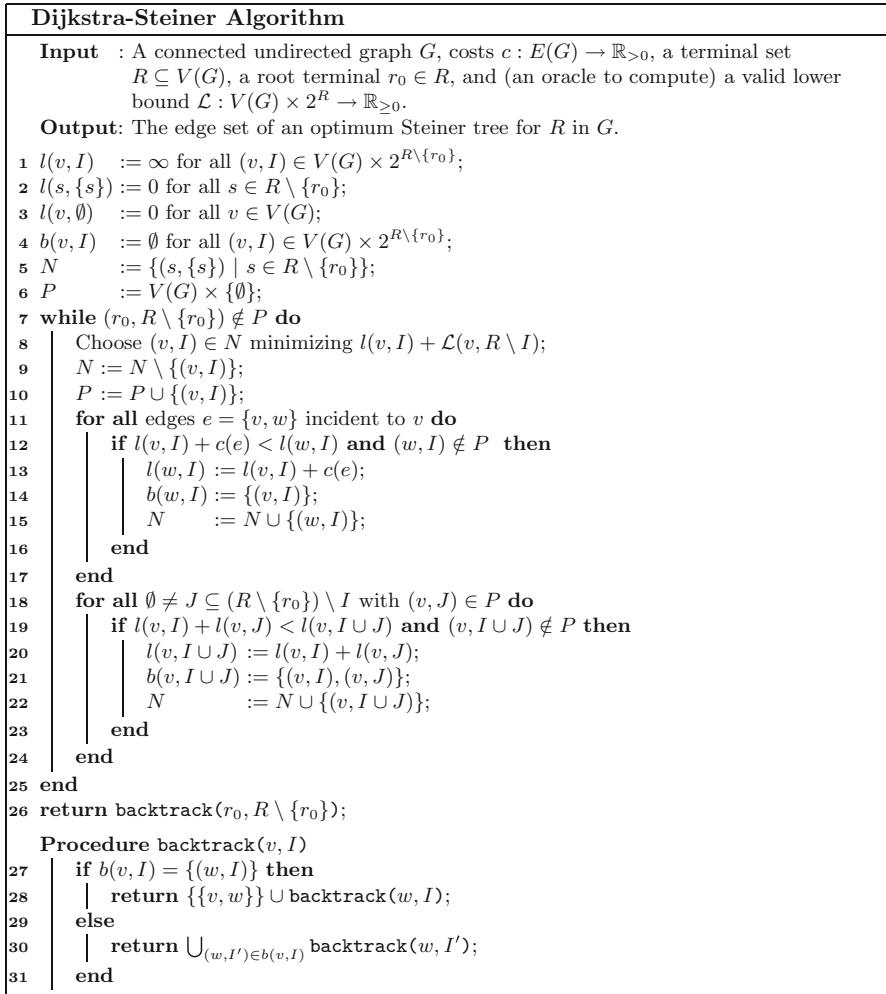 Dijkstra-Steiner Algorithm
Input : A connected undirected graph G, costs c : E(G) → ℝ>0, a terminal set
R ⊆ V(G), a root terminal r₀ ∈ R, and (an oracle to compute) a valid lower
bound ℒ : V(G) × 2^R → ℝ≥0.
Output: The edge set of an optimum Steiner tree for R in G.
1 l(v, I) := ∞ for all (v, I) ∈ V(G) × 2^{R\{r₀}};
2 l(s, {s}) := 0 for all s ∈ R \ {r₀};
3 l(v, ∅) := 0 for all v ∈ V(G);
4 b(v, I) := ∅ for all (v, I) ∈ V(G) × 2^{R\{r₀}};
5 N := {(s, {s}) | s ∈ R \ {r₀}};
6 P := V(G) × {∅};
7 while (r₀, R \ {r₀}) ∉ P do
8 Choose (v, I) ∈ N minimizing l(v, I) + ℒ(v, R \ I);
9 N := N \ {(v, I)};
10 P := P ∪ {(v, I)};
11 for all edges e = {v, w} incident to v do
12 if l(v, I) + c(e) < l(w, I) and (w, I) ∉ P then
13 l(w, I) := l(v, I) + c(e);
14 b(w, I) := {(v, I)};
15 N := N ∪ {(w, I)};
16 end
17 end
18 for all ∅ ≠ J ⊆ (R \ {r₀}) \ I with (v, J) ∈ P do
19 if l(v, I) + l(v, J) < l(v, I ∪ J) and (v, I ∪ J) ∉ P then
20 l(v, I ∪ J) := l(v, I) + l(v, J);
21 b(v, I ∪ J) := {(v, I), (v, J)};
22 N := N ∪ {(v, I ∪ J)};
23 end
24 end
25 end
26 return backtrack(r₀, R \ {r₀});
Procedure backtrack(v, I)
27 if b(v, I) = {(w, I)} then
28 return {{v, w}} ∪ backtrack(w, I);
29 else
30 return ⋃_{(w,I′)∈b(v,I)} backtrack(w, I′);
31 end